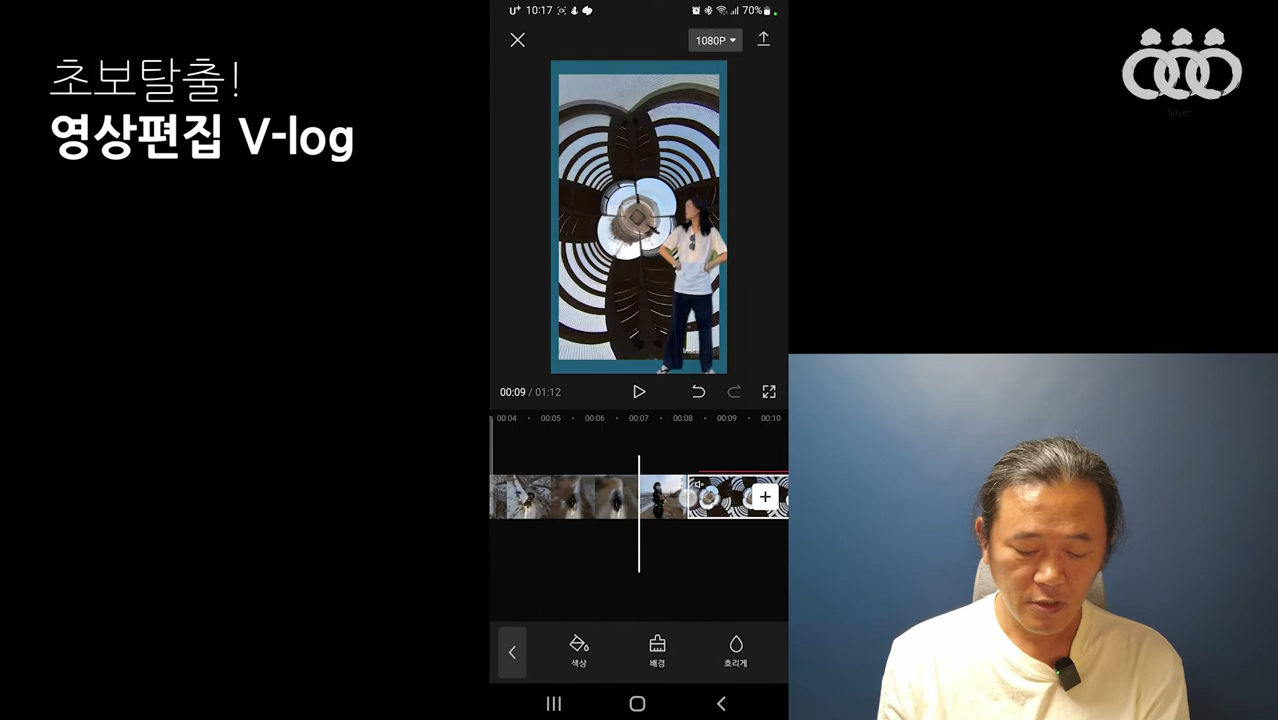 초보탈출!
영상편집 V-log
Silver
U+ 10:17
70%
1080P
Insta
00:09 / 01:12
00:04
00:05
00:06
00:07
00:08
00:09
00:10
색상
배경
흐리게